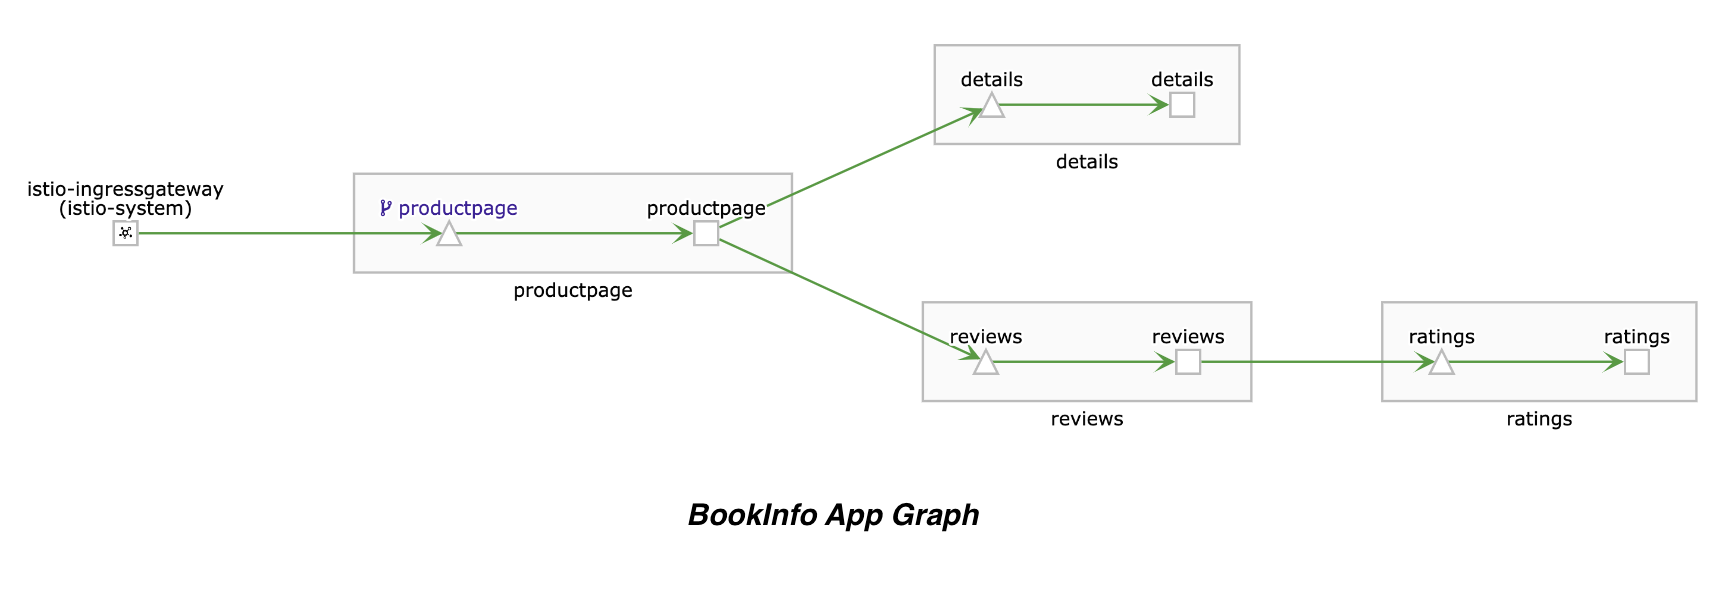 istio-ingressgateway
(istio-system)
productpage
productpage
productpage
details
details
details
reviews
reviews
reviews
ratings
ratings
ratings
BookInfo App Graph